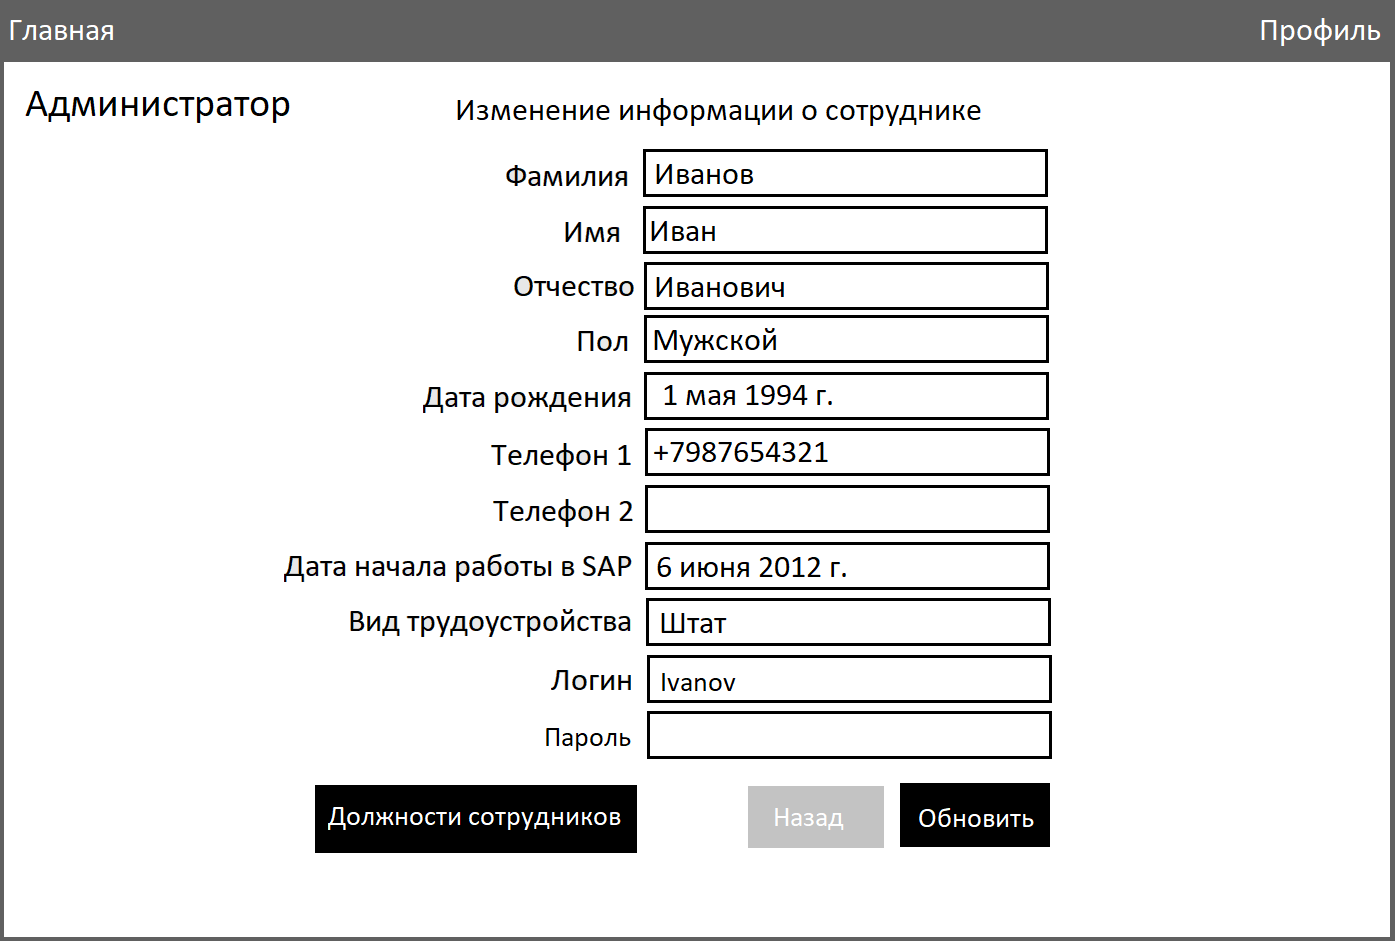 Главная Профиль
Администратор
Изменение информации о сотруднике
Фамилия Иванов
Имя Иван
Отчество Иванович
Пол Мужской
Дата рождения 1 мая 1994 г.
Телефон 1 +7987654321
Телефон 2
Дата начала работы в SAP 6 июня 2012 г.
Вид трудоустройства Штат
Логин Ivanov
Пароль
Должности сотрудников Назад Обновить